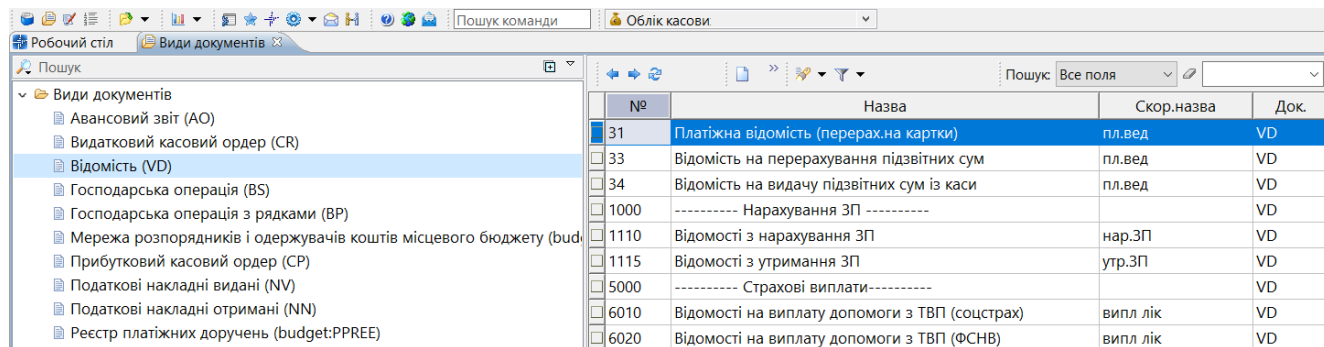 Пошук команди
Облік касови
Робочий стіл
Види документів
Пошук
Пошук: Все поля
Види документів
Авансовий звіт (AO)
Видатковий касовий ордер (CR)
Відомість (VD)
Господарська операція (BS)
Господарська операція з рядками (BP)
Мережа розпорядників і одержувачів коштів місцевого бюджету (bud
Прибутковий касовий ордер (CP)
Податкові накладні видані (NV)
Податкові накладні отримані (NN)
Реєстр платіжних доручень (budget:PPREE)
№ Назва Скор.назва Док.
31 Платіжна відомість (перерах.на картки) пл.вед VD
33 Відомість на перерахування підзвітних сум пл.вед VD
34 Відомість на видачу підзвітних сум із каси пл.вед VD
1000 ---------- Нарахування ЗП ---------- VD
1110 Відомості з нарахування ЗП нар.ЗП VD
1115 Відомості з утримання ЗП утр.ЗП VD
5000 ---------- Страхові виплати---------- VD
6010 Відомості на виплату допомоги з ТВП (соцстрах) випл лік VD
6020 Відомості на виплату допомоги з ТВП (ФСНВ) випл лік VD